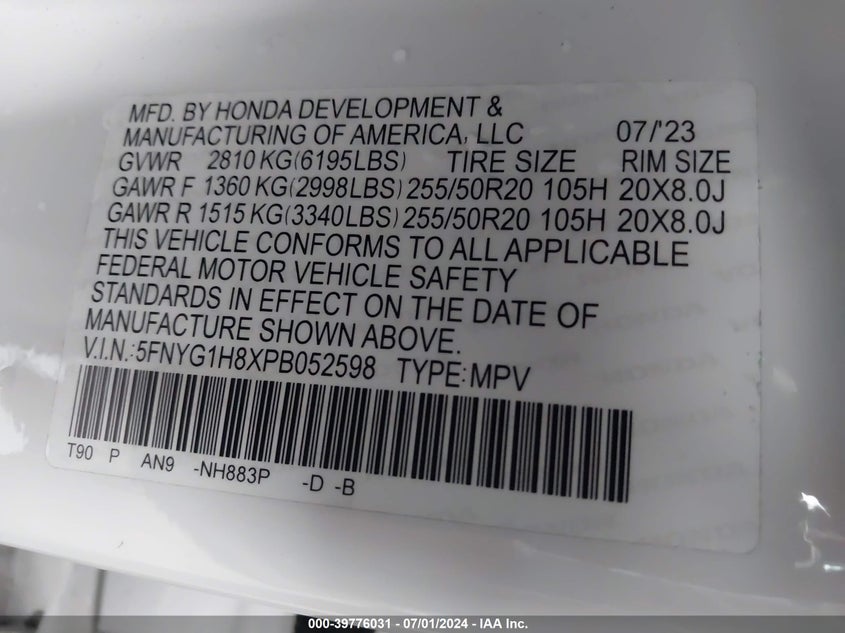 MFD. BY HONDA DEVELOPMENT &
MANUFACTURING OF AMERICA, LLC 07/'23
GVWR 2810 KG(6195LBS) TIRE SIZE RIM SIZE
GAWR F 1360 KG(2998LBS) 255/50R20 105H 20X8.0J
GAWR R 1515 KG(3340LBS) 255/50R20 105H 20X8.0J
THIS VEHICLE CONFORMS TO ALL APPLICABLE
FEDERAL MOTOR VEHICLE SAFETY
STANDARDS IN EFFECT ON THE DATE OF
MANUFACTURE SHOWN ABOVE.
V.I.N.:5FNYG1H8XPB052598 TYPE:MPV
T90 P AN9 -NH883P -D -B
000-39776031 - 07/01/2024 - IAA Inc.